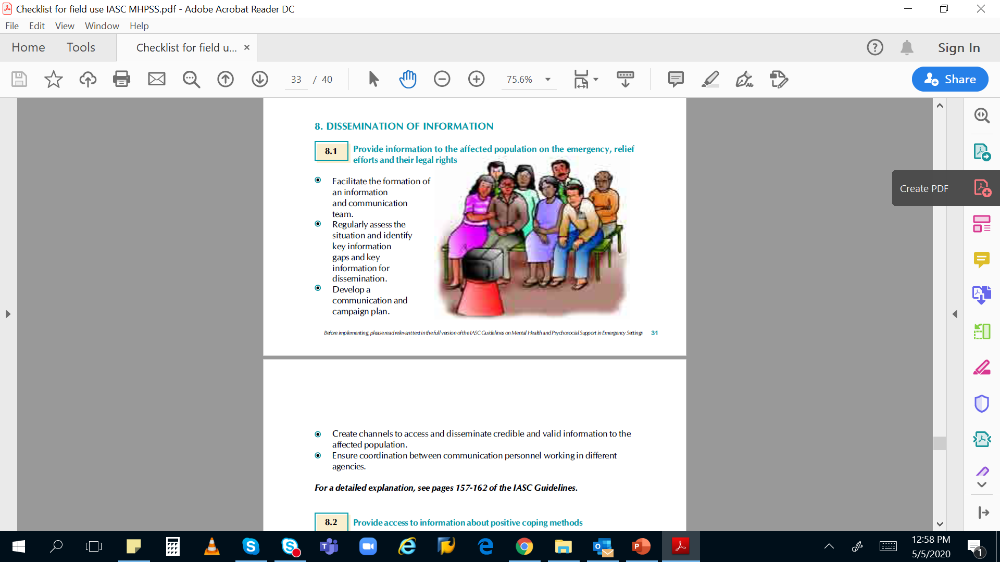 Checklist for field use IASC MHPSS.pdf - Adobe Acrobat Reader DC
File Edit View Window Help
Home Tools Checklist for field u... × Sign In
33 / 40 75.6% Share
8. DISSEMINATION OF INFORMATION
8.1 Provide information to the affected population on the emergency, relief
efforts and their legal rights
Facilitate the formation of
an information
and communication
team.
Regularly assess the
situation and identify
key information
gaps and key
information for
dissemination.
Develop a
communication and
campaign plan.
Before implementing, please read relevant text in the full version of the IASC Guidelines on Mental Health and Psychosocial Support in Emergency Settings 31
Create PDF
Create channels to access and disseminate credible and valid information to the
affected population.
Ensure coordination between communication personnel working in different
agencies.
For a detailed explanation, see pages 157-162 of the IASC Guidelines.
8.2 Provide access to information about positive coping methods
12:58 PM
5/5/2020
1